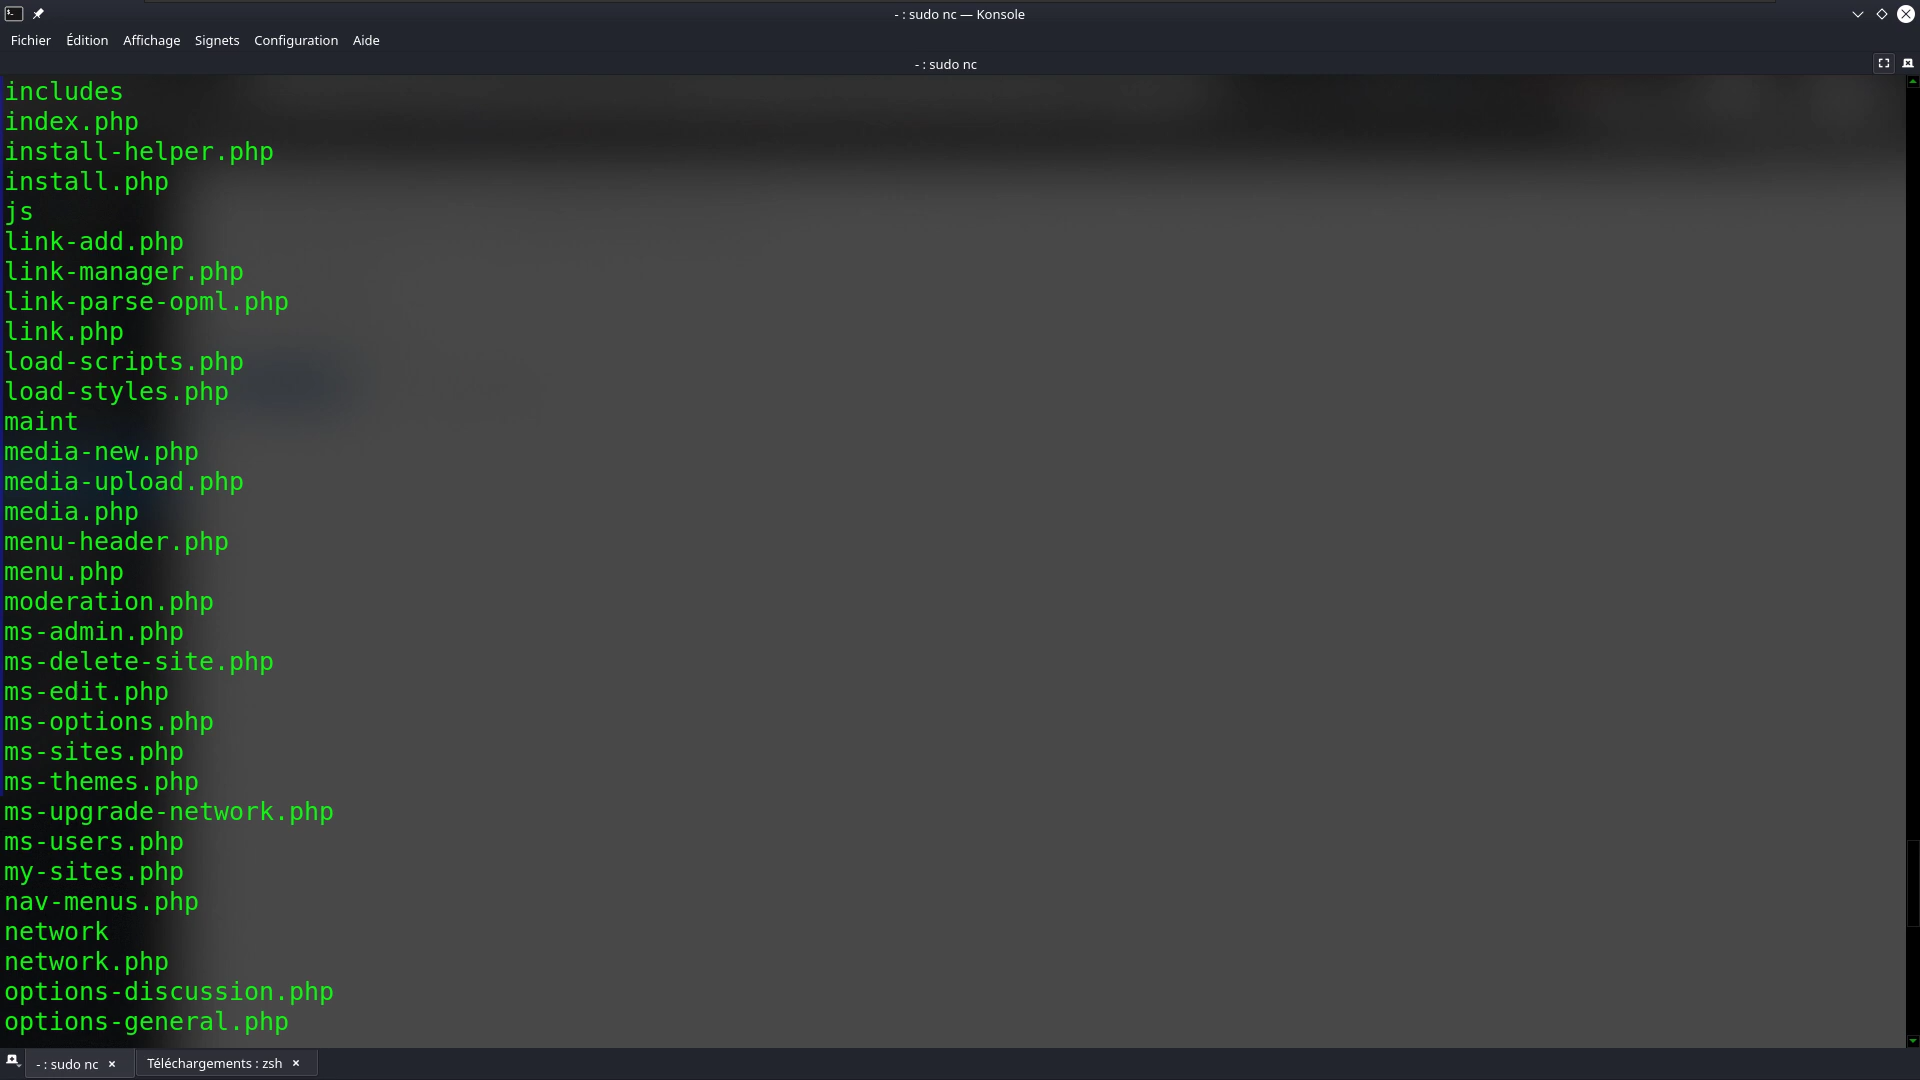 - : sudo nc — Konsole
Fichier Édition Affichage Signets Configuration Aide
- : sudo nc
includes
index.php
install-helper.php
install.php
js
link-add.php
link-manager.php
link-parse-opml.php
link.php
load-scripts.php
load-styles.php
maint
media-new.php
media-upload.php
media.php
menu-header.php
menu.php
moderation.php
ms-admin.php
ms-delete-site.php
ms-edit.php
ms-options.php
ms-sites.php
ms-themes.php
ms-upgrade-network.php
ms-users.php
my-sites.php
nav-menus.php
network
network.php
options-discussion.php
options-general.php
- : sudo nc Téléchargements : zsh